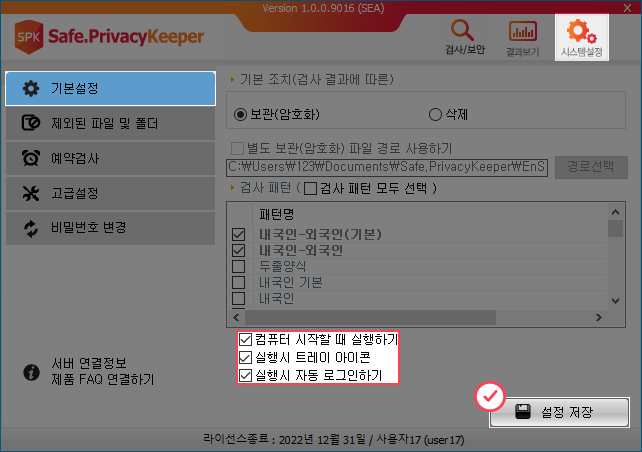 Version 1.0.0.9016 (SEA)
X
SPK Safe.PrivacyKeeper
검사/보안
결과보기
시스템설정
기본설정
제외된 파일 및 폴더
예약검사
고급설정
비밀번호 변경
서버 연결정보
제품 FAQ 연결하기
기본 조치(검사 결과에 따른)
보관(암호화)
삭제
별도 보관(암호화) 파일 경로 사용하기
C:₩Users₩123₩Documents₩Safe,PrivacyKeeper₩EnS
경로선택
검사 패턴 ( 검사 패턴 모두 선택 )
패턴명
내국인-외국인(기본)
내국인-외국인
두줄양식
내국인 기본
내국인
컴퓨터 시작할 때 실행하기
실행시 트레이 아이콘
실행시 자동 로그인하기
설정 저장
라이선스종료 : 2022년 12월 31일 / 사용자17 (user17)